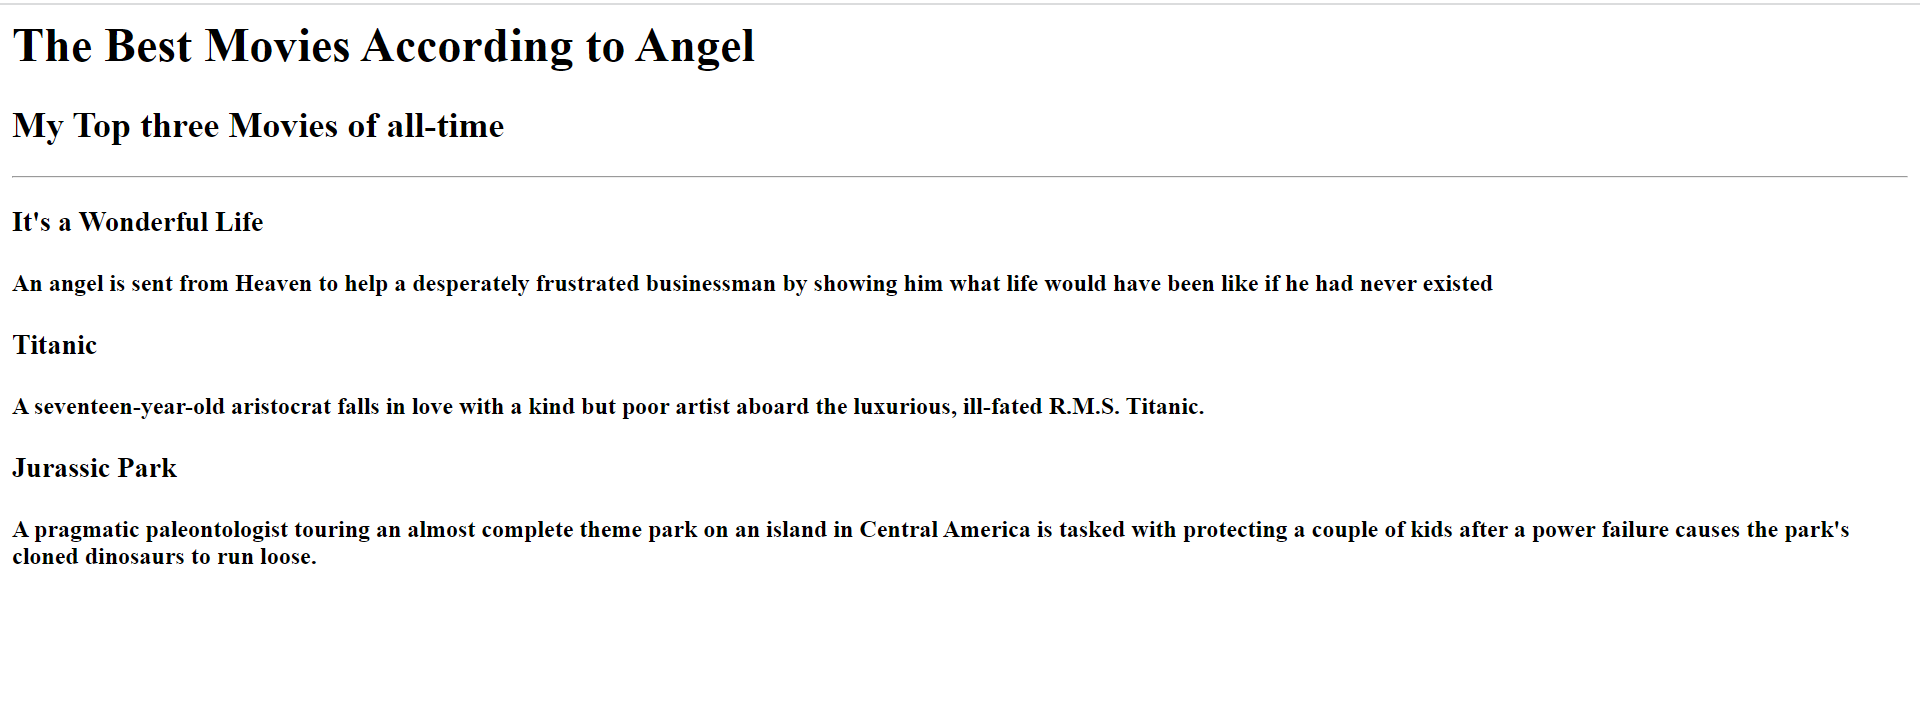 The Best Movies According to Angel
My Top three Movies of all-time
It's a Wonderful Life
An angel is sent from Heaven to help a desperately frustrated businessman by showing him what life would have been like if he had never existed
Titanic
A seventeen-year-old aristocrat falls in love with a kind but poor artist aboard the luxurious, ill-fated R.M.S. Titanic.
Jurassic Park
A pragmatic paleontologist touring an almost complete theme park on an island in Central America is tasked with protecting a couple of kids after a power failure causes the park's
cloned dinosaurs to run loose.